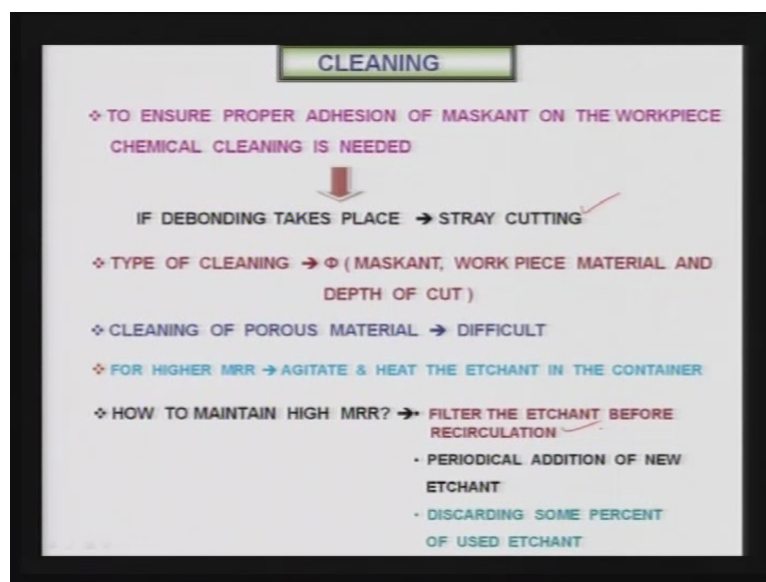 CLEANING
❖ TO ENSURE PROPER ADHESION OF MASKANT ON THE WORKPIECE
CHEMICAL CLEANING IS NEEDED
IF DEBONDING TAKES PLACE → STRAY CUTTING
❖ TYPE OF CLEANING → Φ ( MASKANT, WORK PIECE MATERIAL AND
DEPTH OF CUT )
❖ CLEANING OF POROUS MATERIAL → DIFFICULT
❖ FOR HIGHER MRR → AGITATE & HEAT THE ETCHANT IN THE CONTAINER
❖ HOW TO MAINTAIN HIGH MRR? → • FILTER THE ETCHANT BEFORE
RECIRCULATION
• PERIODICAL ADDITION OF NEW
ETCHANT
• DISCARDING SOME PERCENT
OF USED ETCHANT